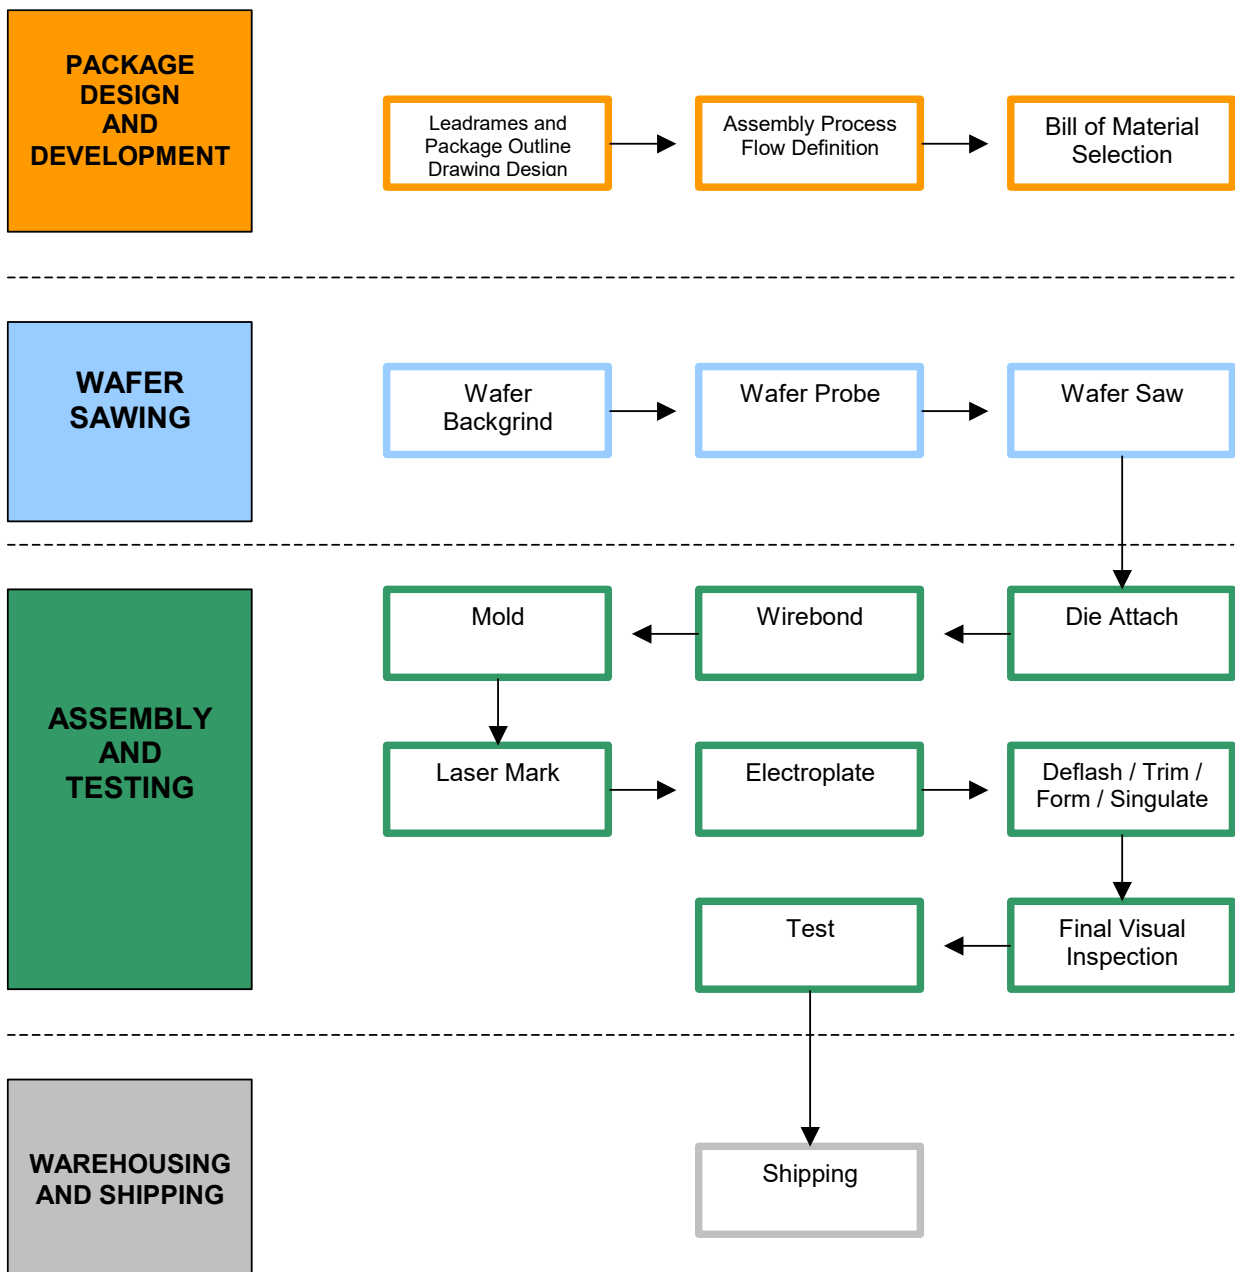 PACKAGE
DESIGN
AND
DEVELOPMENT
Leadrames and
Package Outline
Drawing Design
Assembly Process
Flow Definition
Bill of Material
Selection
WAFER
SAWING
Wafer
Backgrind
Wafer Probe
Wafer Saw
ASSEMBLY
AND
TESTING
Mold
Wirebond
Die Attach
Laser Mark
Electroplate
Deflash / Trim /
Form / Singulate
Test
Final Visual
Inspection
WAREHOUSING
AND SHIPPING
Shipping